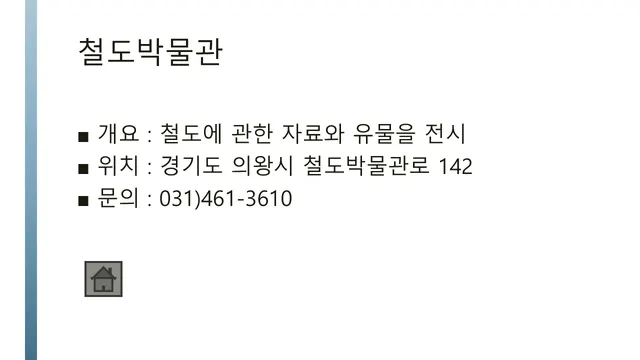 철도박물관
■ 개요 : 철도에 관한 자료와 유물을 전시
■ 위치 : 경기도 의왕시 철도박물관로 142
■ 문의 : 031)461-3610